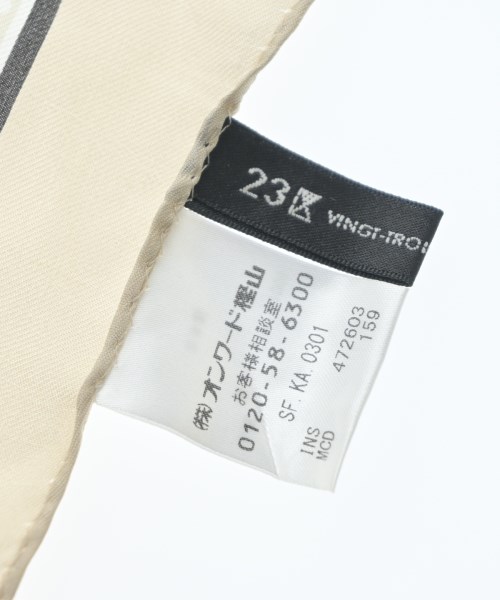 23区 VINGT-TROI
㈱オンワード樫山
お客様相談室
0120-58-6300
SF. KA. 0301
472603
159
INS
MCD